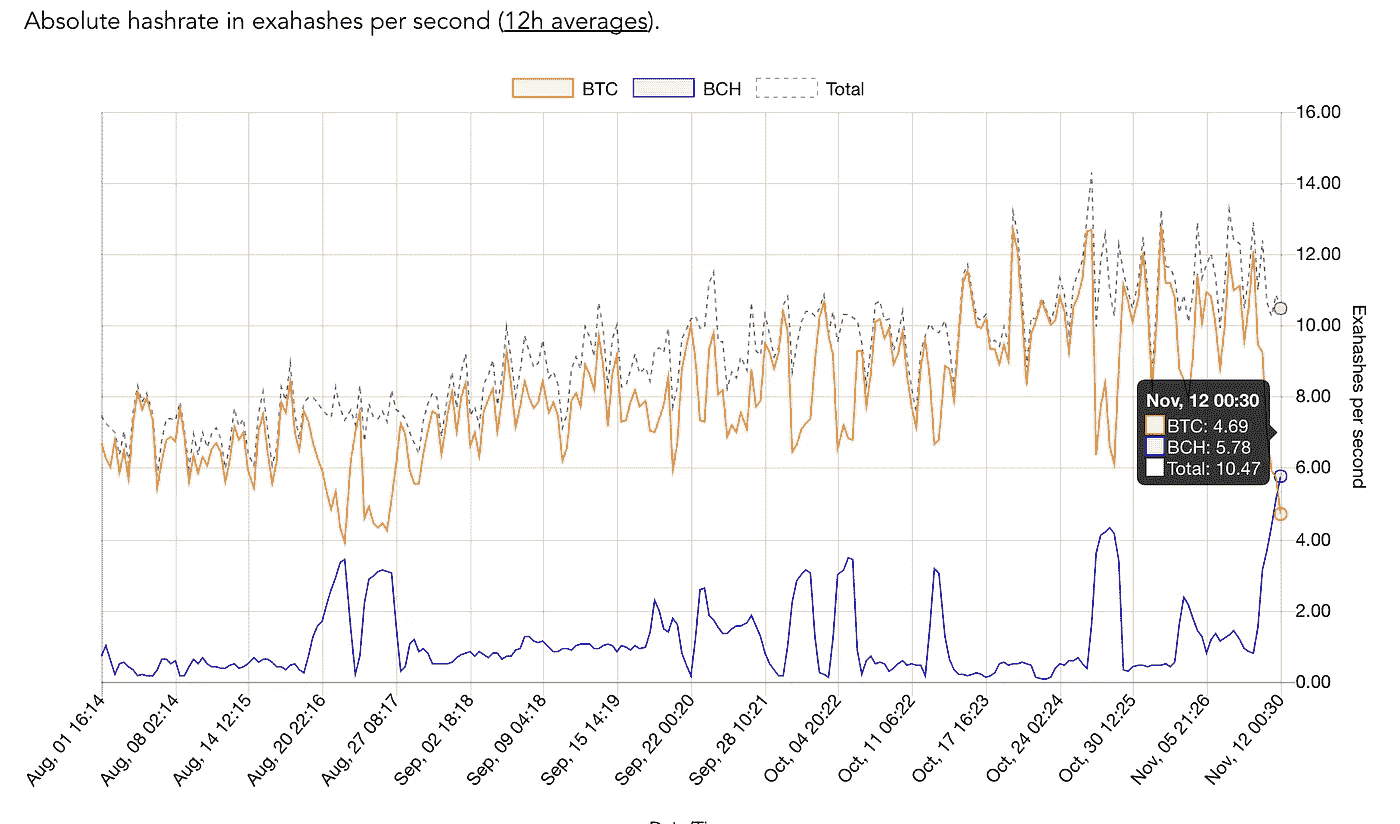 Absolute hashrate in exahashes per second (12h averages).
BTC BCH Total
16.00
14.00
12.00
10.00
8.00
6.00
4.00
2.00
0.00
Exahashes per second
Nov, 12 00:30
BTC: 4.69
BCH: 5.78
Total: 10.47
Aug, 01 16:14
Aug, 08 02:14
Aug, 14 12:15
Aug, 20 22:16
Aug, 27 08:17
Sep, 02 18:18
Sep, 09 04:18
Sep, 15 14:19
Sep, 22 00:20
Sep, 28 10:21
Oct, 04 20:22
Oct, 11 06:22
Oct, 17 16:23
Oct, 24 02:24
Oct, 30 12:25
Nov, 05 21:26
Nov, 12 00:30